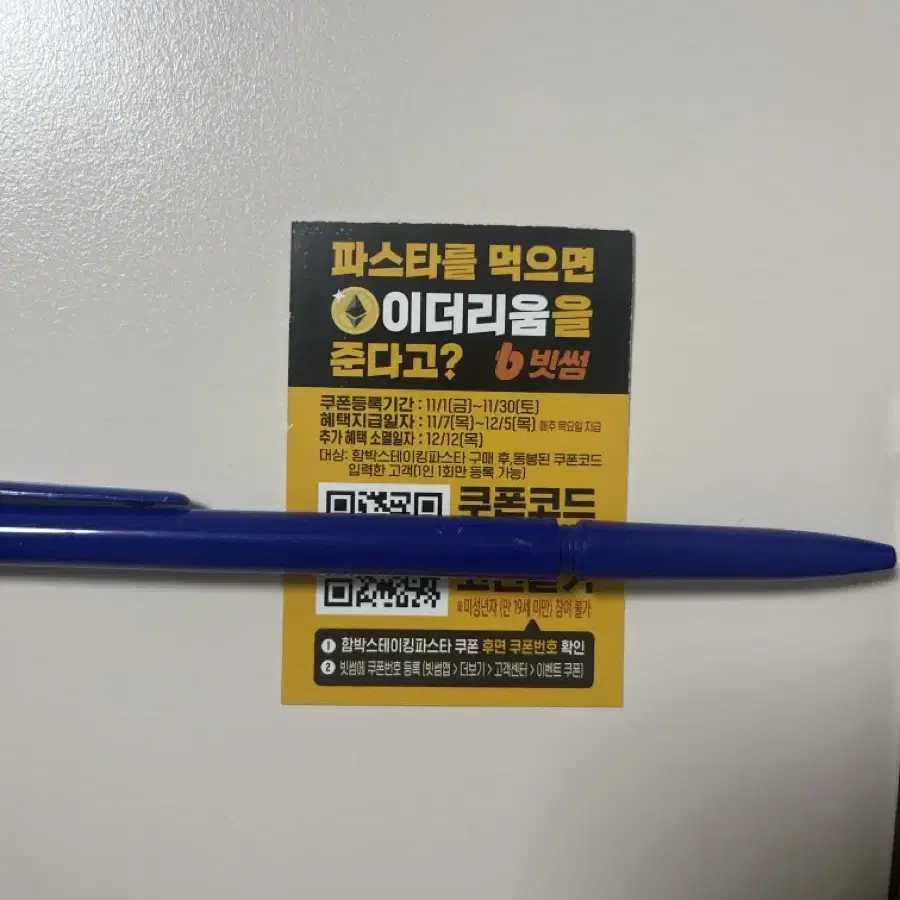 파스타를 먹으면
이더리움을
준다고? 빗썸
쿠폰등록기간 : 11/1(금)~11/30(토)
혜택지급일자 : 11/7(목)~12/5(목) 매주 목요일 지급
추가 혜택 소멸일자 : 12/12(목)
대상: 함박스테이킹파스타 구매 후,동봉된 쿠폰코드
입력한 고객(1인 1회만 등록 가능)
쿠폰코드
※미성년자 (만 19세 미만) 참여 불가
1 함박스테이킹파스타 쿠폰 후면 쿠폰번호 확인
2 빗썸에 쿠폰번호 등록 (빗썸앱 > 더보기 > 고객센터 > 이벤트 쿠폰)